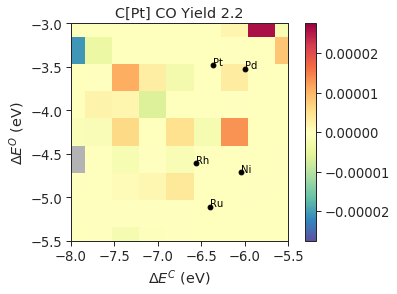 C[Pt] CO Yield 2.2
−3.0
−3.5
−4.0
−4.5
−5.0
−5.5
ΔE^O (eV)
Pt
Pd
Rh
Ni
Ru
−8.0 −7.5 −7.0 −6.5 −6.0 −5.5
ΔE^C (eV)
0.00002
0.00001
0.00000
−0.00001
−0.00002